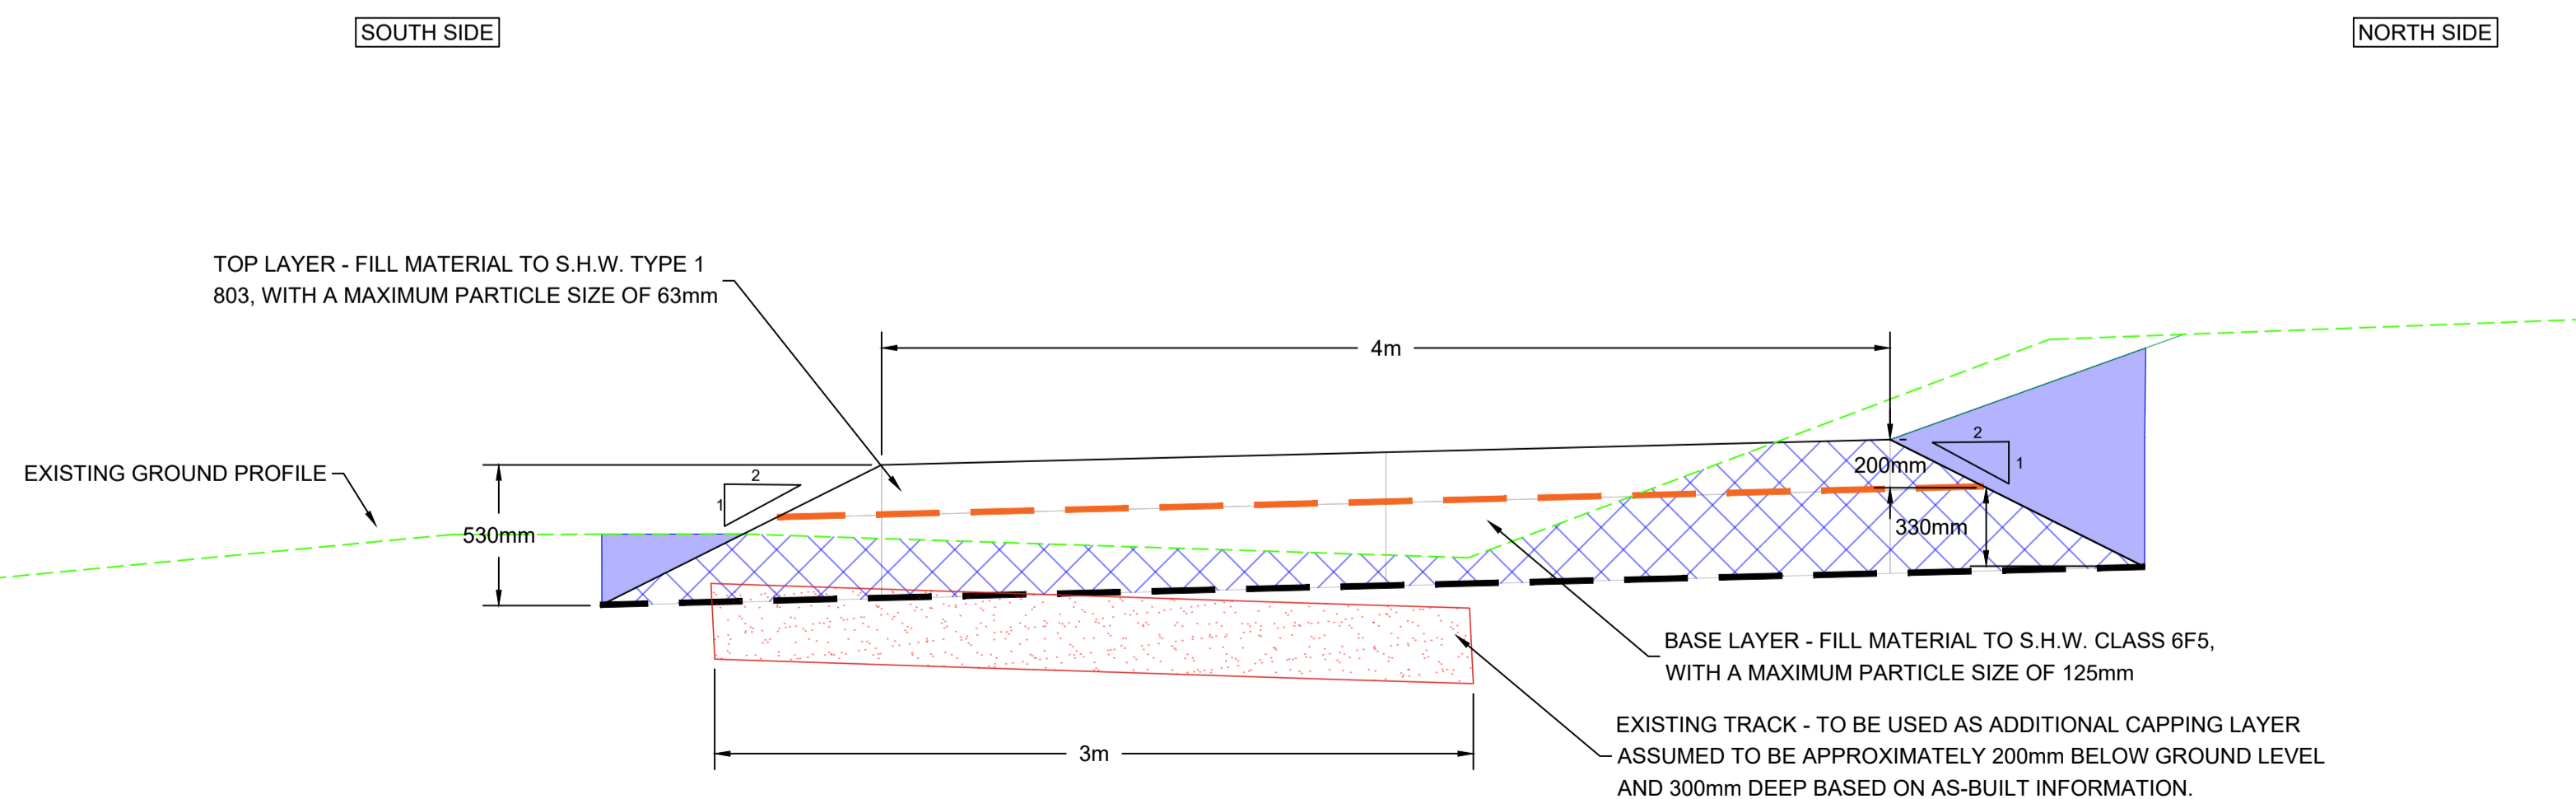 SOUTH SIDE
NORTH SIDE
TOP LAYER - FILL MATERIAL TO S.H.W. TYPE 1
803, WITH A MAXIMUM PARTICLE SIZE OF 63mm
4m
EXISTING GROUND PROFILE
2
1
530mm
2
1
200mm
330mm
BASE LAYER - FILL MATERIAL TO S.H.W. CLASS 6F5,
WITH A MAXIMUM PARTICLE SIZE OF 125mm
3m
EXISTING TRACK - TO BE USED AS ADDITIONAL CAPPING LAYER
ASSUMED TO BE APPROXIMATELY 200mm BELOW GROUND LEVEL
AND 300mm DEEP BASED ON AS-BUILT INFORMATION.